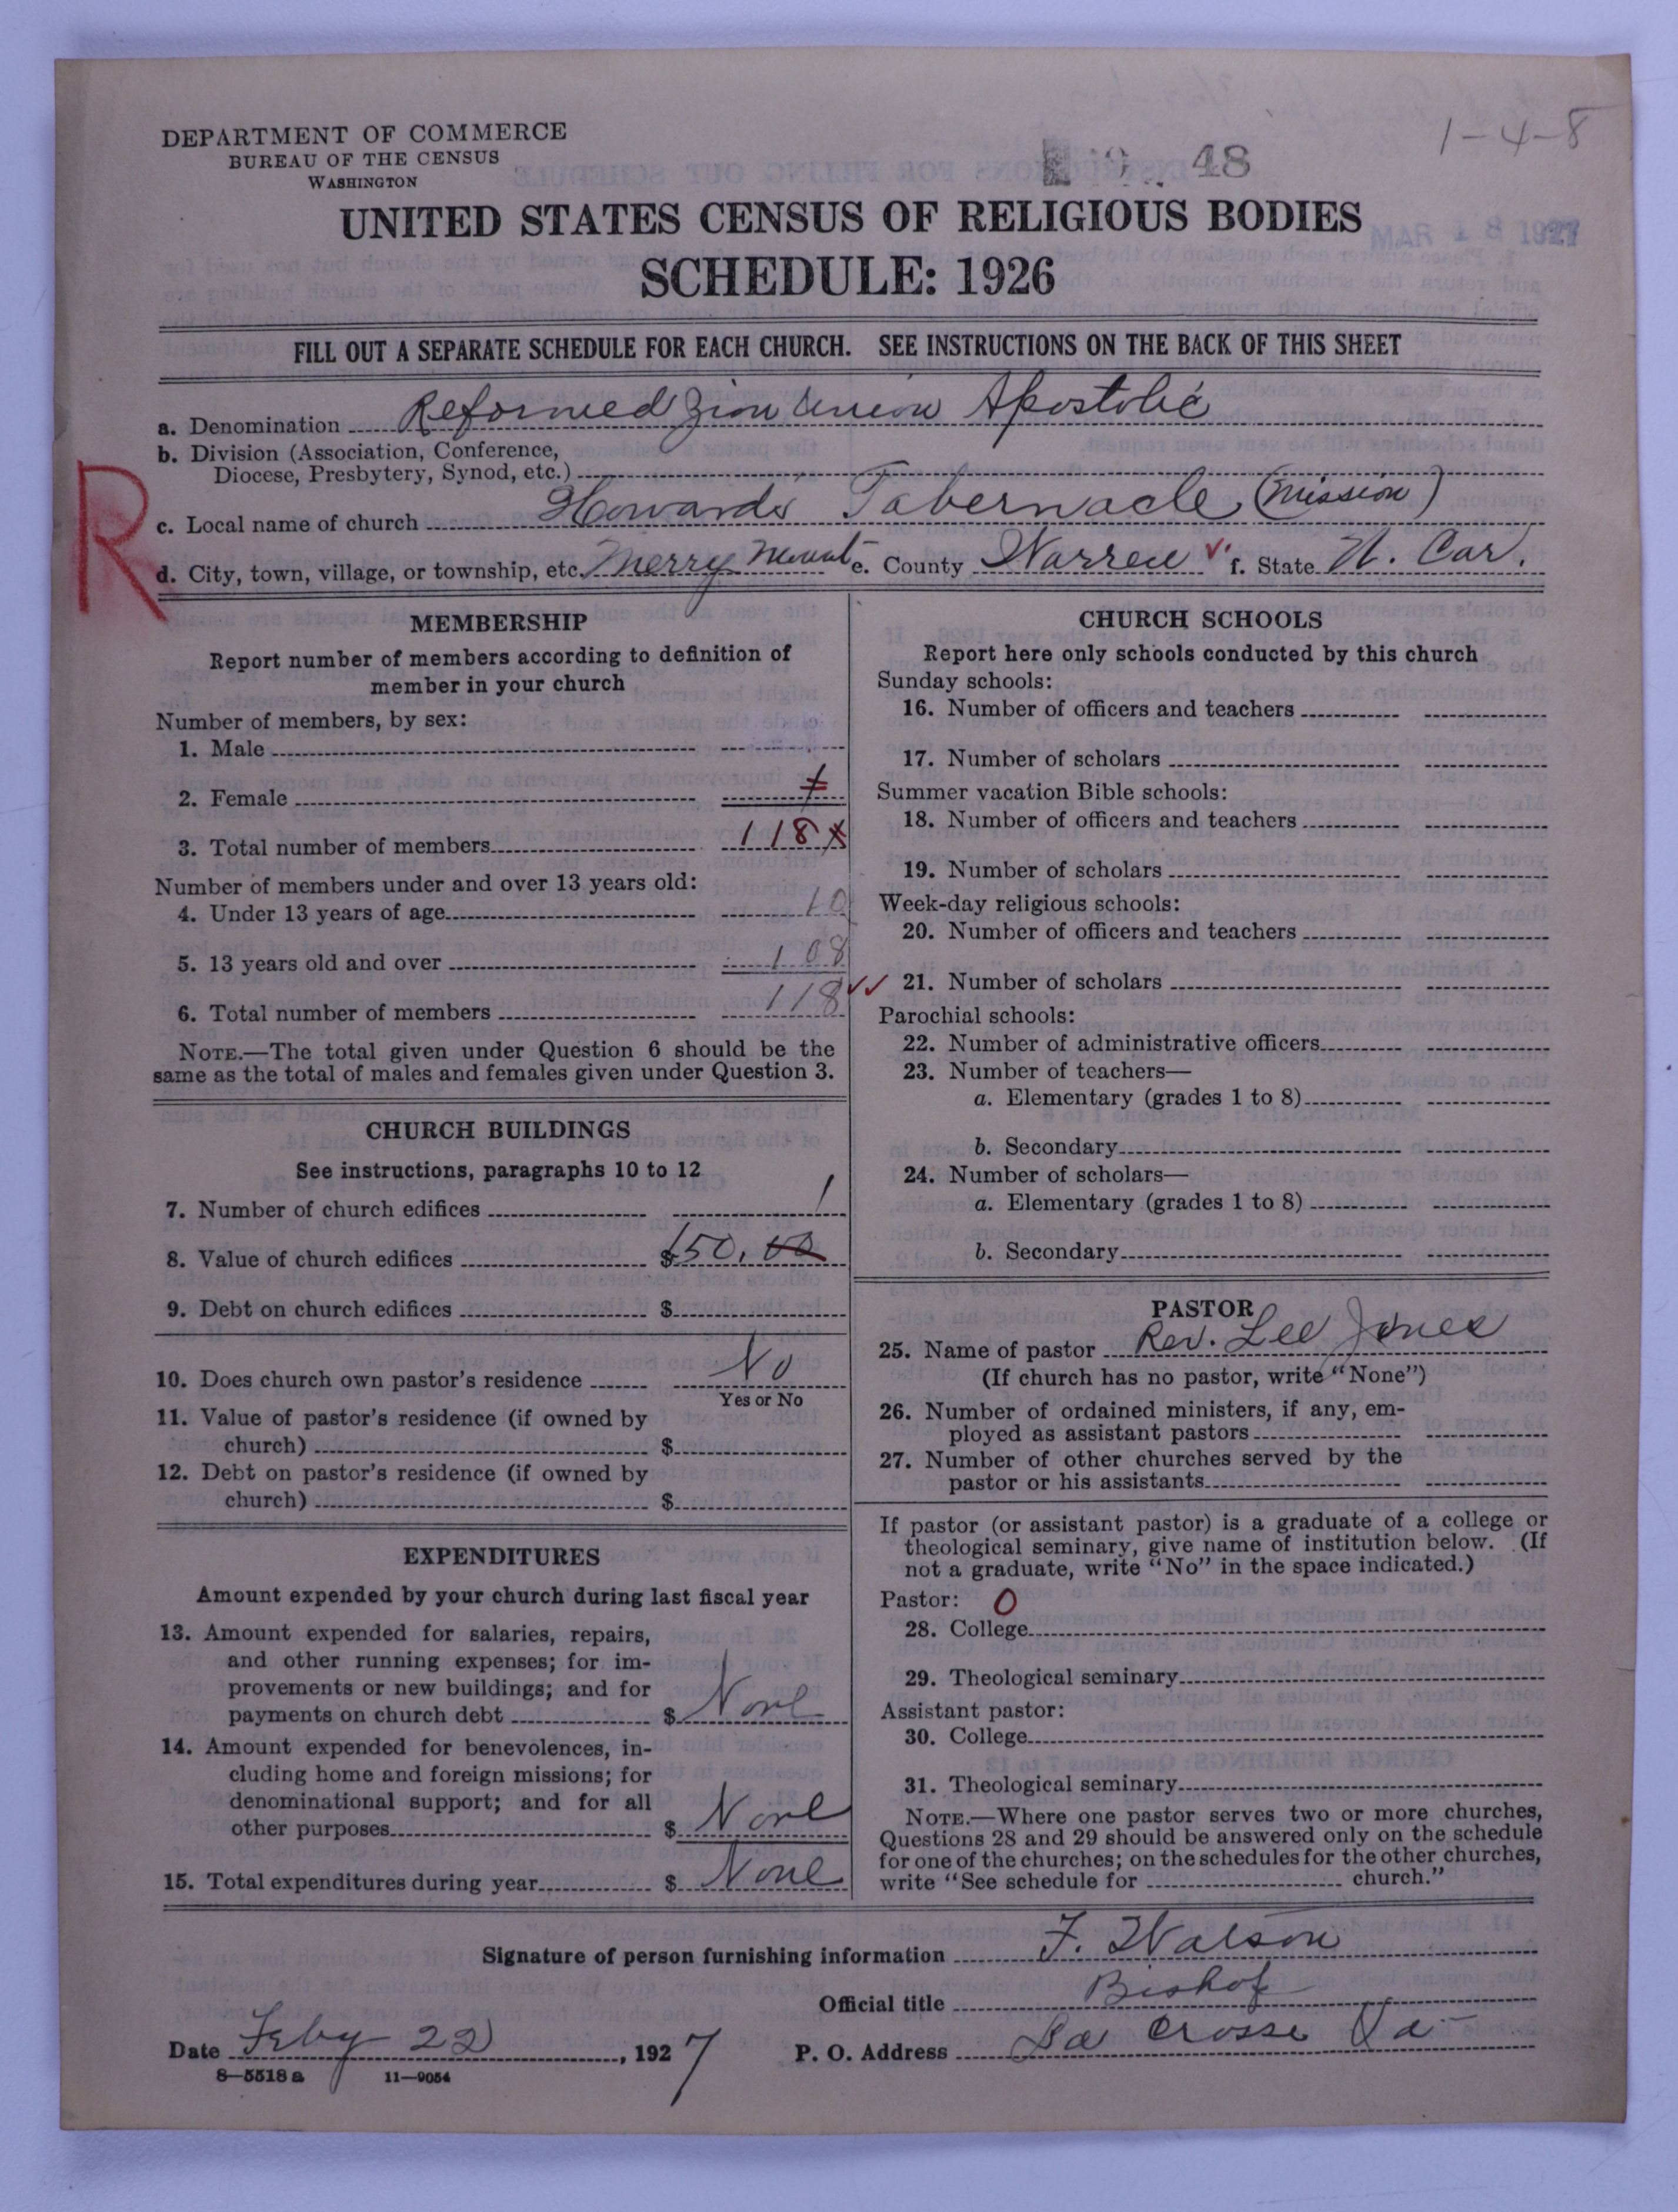 1-4-8
DEPARTMENT OF COMMERCE
BUREAU OF THE CENSUS
WASHINGTON
48
UNITED STATES CENSUS OF RELIGIOUS BODIES
MAR 18 1927
SCHEDULE: 1926
FILL OUT A SEPARATE SCHEDULE FOR EACH CHURCH. SEE INSTRUCTIONS ON THE BACK OF THIS SHEET
a. Denomination Reformed Zion Union Apostolic
b. Division (Association, Conference,
Diocese, Presbytery, Synod, etc.)
R
c. Local name of church Howards Tabernacle (mission)
d. City, town, village, or township, etc. Merry Mount e. County Warren f. State N. Car.
MEMBERSHIP
Report number of members according to definition of
member in your church
Number of members, by sex:
1. Male
2. Female
3. Total number of members 118
Number of members under and over 13 years old:
4. Under 13 years of age 10
5. 13 years old and over 108
6. Total number of members 118
NOTE.—The total given under Question 6 should be the
same as the total of males and females given under Question 3.
CHURCH BUILDINGS
See instructions, paragraphs 10 to 12
7. Number of church edifices 1
8. Value of church edifices $50.00
9. Debt on church edifices $
10. Does church own pastor's residence No
Yes or No
11. Value of pastor's residence (if owned by
church) $
12. Debt on pastor's residence (if owned by
church) $
EXPENDITURES
Amount expended by your church during last fiscal year
13. Amount expended for salaries, repairs,
and other running expenses; for im-
provements or new buildings; and for
payments on church debt $ None
14. Amount expended for benevolences, in-
cluding home and foreign missions; for
denominational support; and for all
other purposes $ None
15. Total expenditures during year $ None
CHURCH SCHOOLS
Report here only schools conducted by this church
Sunday schools:
16. Number of officers and teachers
17. Number of scholars
Summer vacation Bible schools:
18. Number of officers and teachers
19. Number of scholars
Week-day religious schools:
20. Number of officers and teachers
21. Number of scholars
Parochial schools:
22. Number of administrative officers
23. Number of teachers—
a. Elementary (grades 1 to 8)
b. Secondary
24. Number of scholars—
a. Elementary (grades 1 to 8)
b. Secondary
PASTOR
25. Name of pastor Rev. Lee Jones
(If church has no pastor, write "None")
26. Number of ordained ministers, if any, em-
ployed as assistant pastors
27. Number of other churches served by the
pastor or his assistants
If pastor (or assistant pastor) is a graduate of a college or
theological seminary, give name of institution below. (If
not a graduate, write "No" in the space indicated.)
Pastor: 0
28. College
29. Theological seminary
Assistant pastor:
30. College
31. Theological seminary
NOTE.—Where one pastor serves two or more churches,
Questions 28 and 29 should be answered only on the schedule
for one of the churches; on the schedules for the other churches,
write "See schedule for church."
Signature of person furnishing information F. Watson
Official title Bishop
Date Feby 22, 1927 P. O. Address La Crosse Va
8—5518 a 11—9054